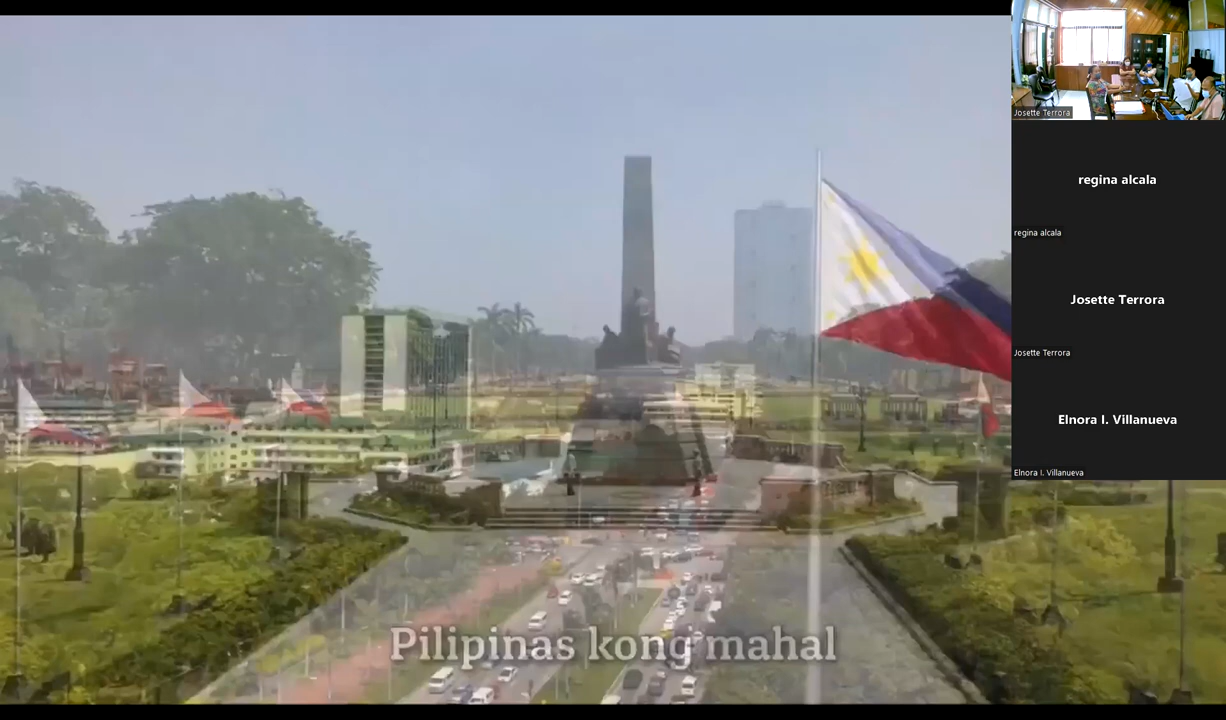 Josette Terrora
regina alcala
regina alcala
Josette Terrora
Josette Terrora
Elnora I. Villanueva
Elnora I. Villanueva
Pilipinas kong mahal